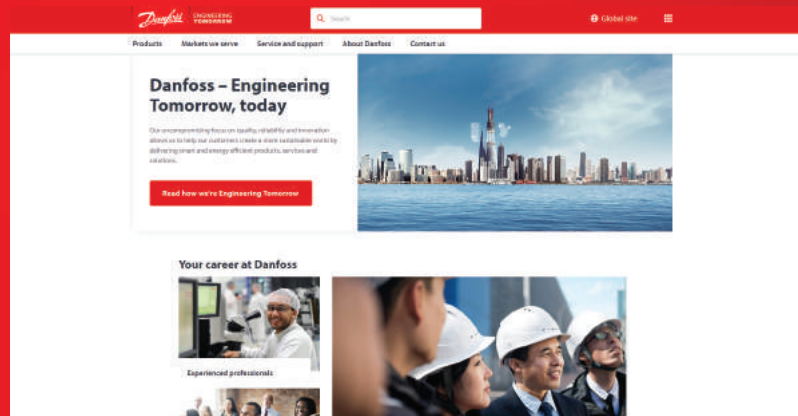 Danfoss
ENGINEERING
TOMORROW
Search
Global site
Products Markets we serve Service and support About Danfoss Contact us
Danfoss – Engineering
Tomorrow, today
Our uncompromising focus on quality, reliability and innovation
allows us to help our customers create a more sustainable world by
delivering smart and energy efficient products, services and
solutions.
Read how we're Engineering Tomorrow
Your career at Danfoss
Experienced professionals